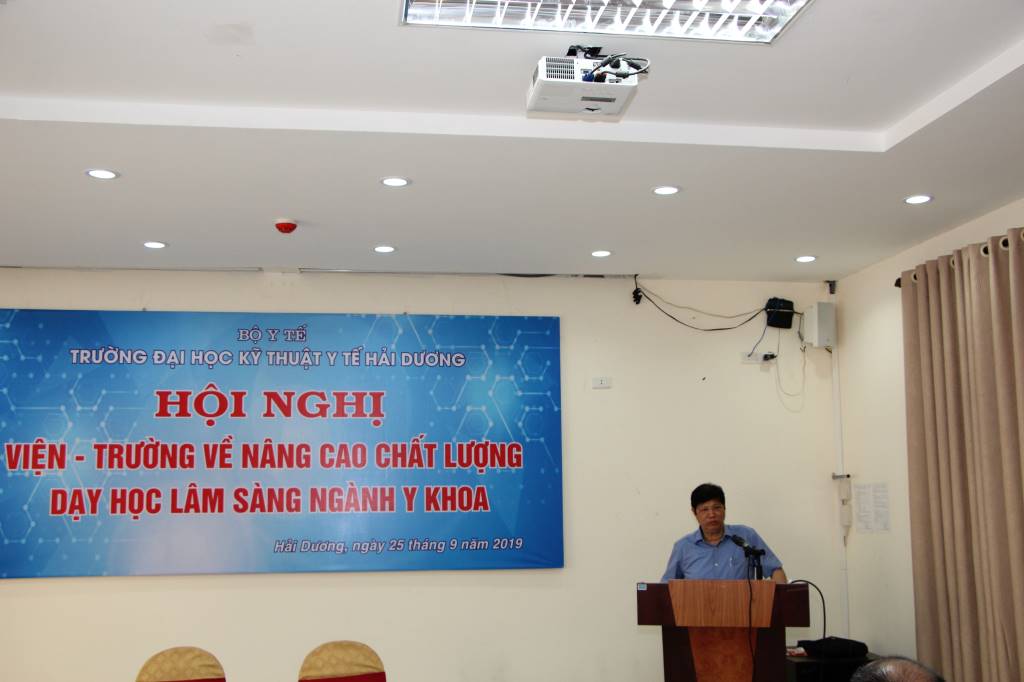 BỘ Y TẾ
TRƯỜNG ĐẠI HỌC KỸ THUẬT Y TẾ HẢI DƯƠNG
HỘI NGHỊ
VIỆN - TRƯỜNG VỀ NÂNG CAO CHẤT LƯỢNG
DẠY HỌC LÂM SÀNG NGÀNH Y KHOA
Hải Dương, ngày 25 tháng 9 năm 2019